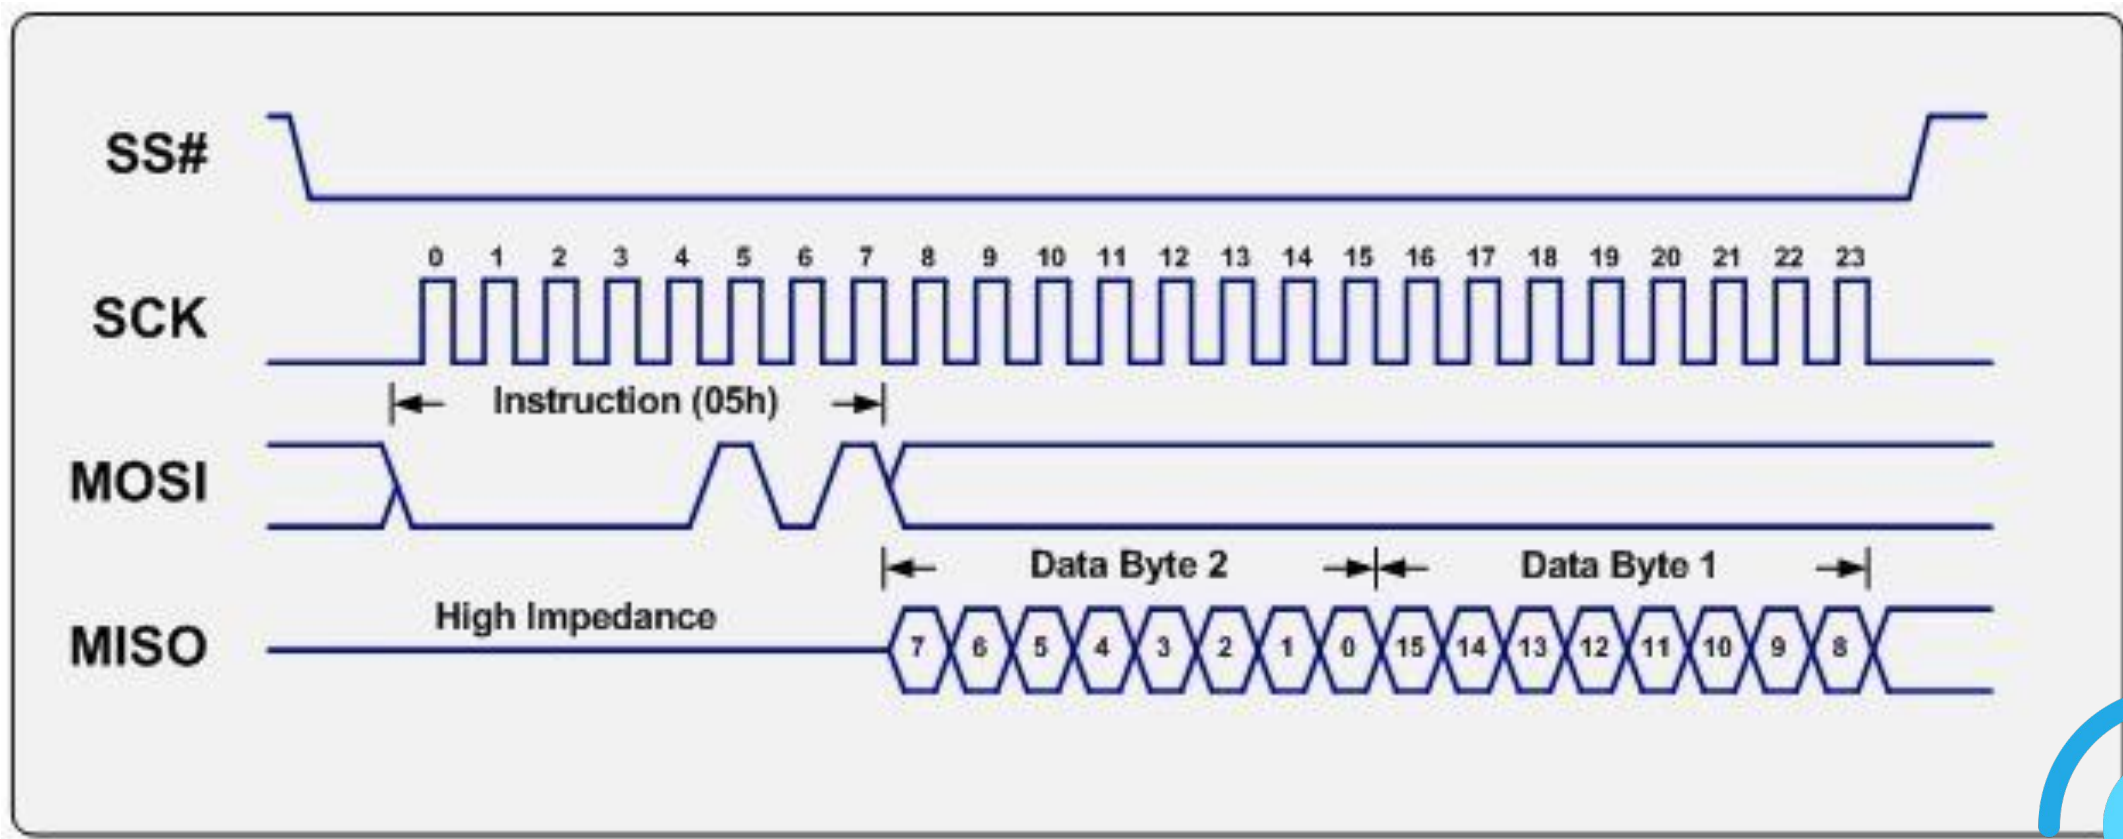 SS#
0 1 2 3 4 5 6 7 8 9 10 11 12 13 14 15 16 17 18 19 20 21 22 23
SCK
Instruction (05h)
MOSI
Data Byte 2 Data Byte 1
High Impedance
MISO
7 6 5 4 3 2 1 0 15 14 13 12 11 10 9 8